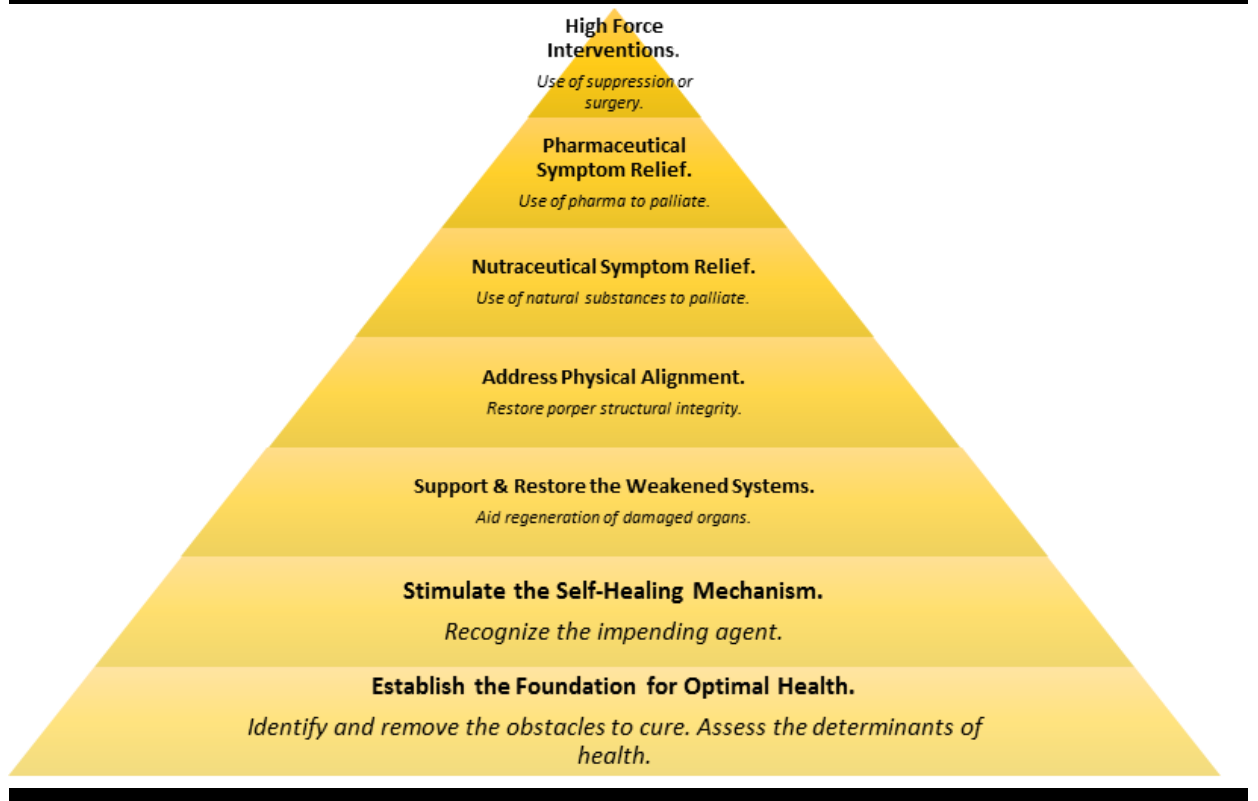 High Force
Interventions.
Use of suppression or
surgery.
Pharmaceutical
Symptom Relief.
Use of pharma to palliate.
Nutraceutical Symptom Relief.
Use of natural substances to palliate.
Address Physical Alignment.
Restore porper structural integrity.
Support & Restore the Weakened Systems.
Aid regeneration of damaged organs.
Stimulate the Self-Healing Mechanism.
Recognize the impending agent.
Establish the Foundation for Optimal Health.
Identify and remove the obstacles to cure. Assess the determinants of
health.